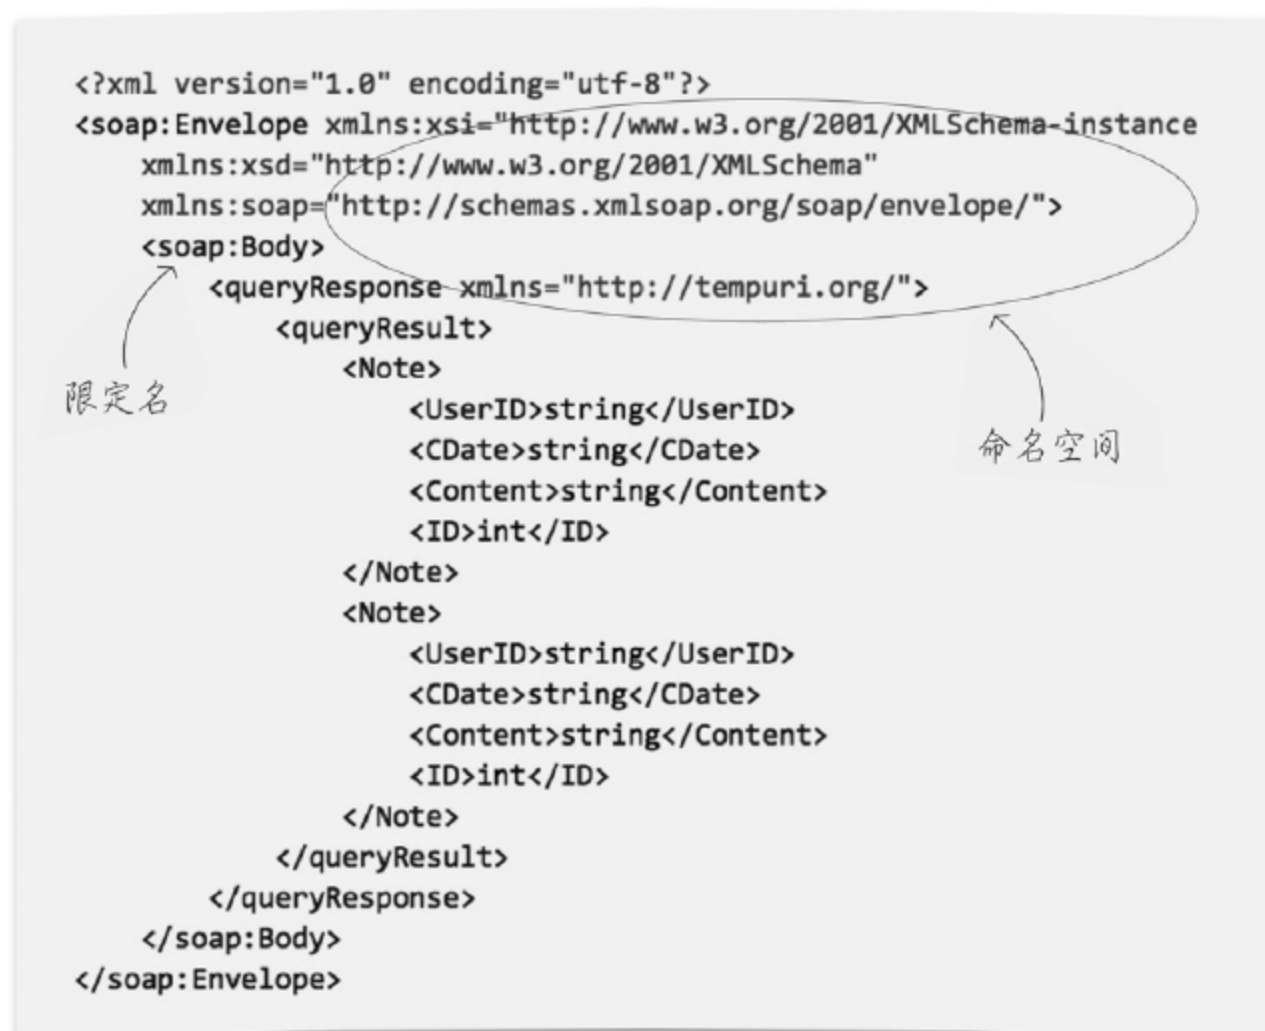 <?xml version="1.0" encoding="utf-8"?>
<soap:Envelope xmlns:xsi="http://www.w3.org/2001/XMLSchema-instance
xmlns:xsd="http://www.w3.org/2001/XMLSchema"
xmlns:soap="http://schemas.xmlsoap.org/soap/envelope/">
<soap:Body>
<queryResponse xmlns="http://tempuri.org/">
<queryResult>
<Note>
限定名
<UserID>string</UserID>
命名空间
<CDate>string</CDate>
<Content>string</Content>
<ID>int</ID>
</Note>
<Note>
<UserID>string</UserID>
<CDate>string</CDate>
<Content>string</Content>
<ID>int</ID>
</Note>
</queryResult>
</queryResponse>
</soap:Body>
</soap:Envelope>